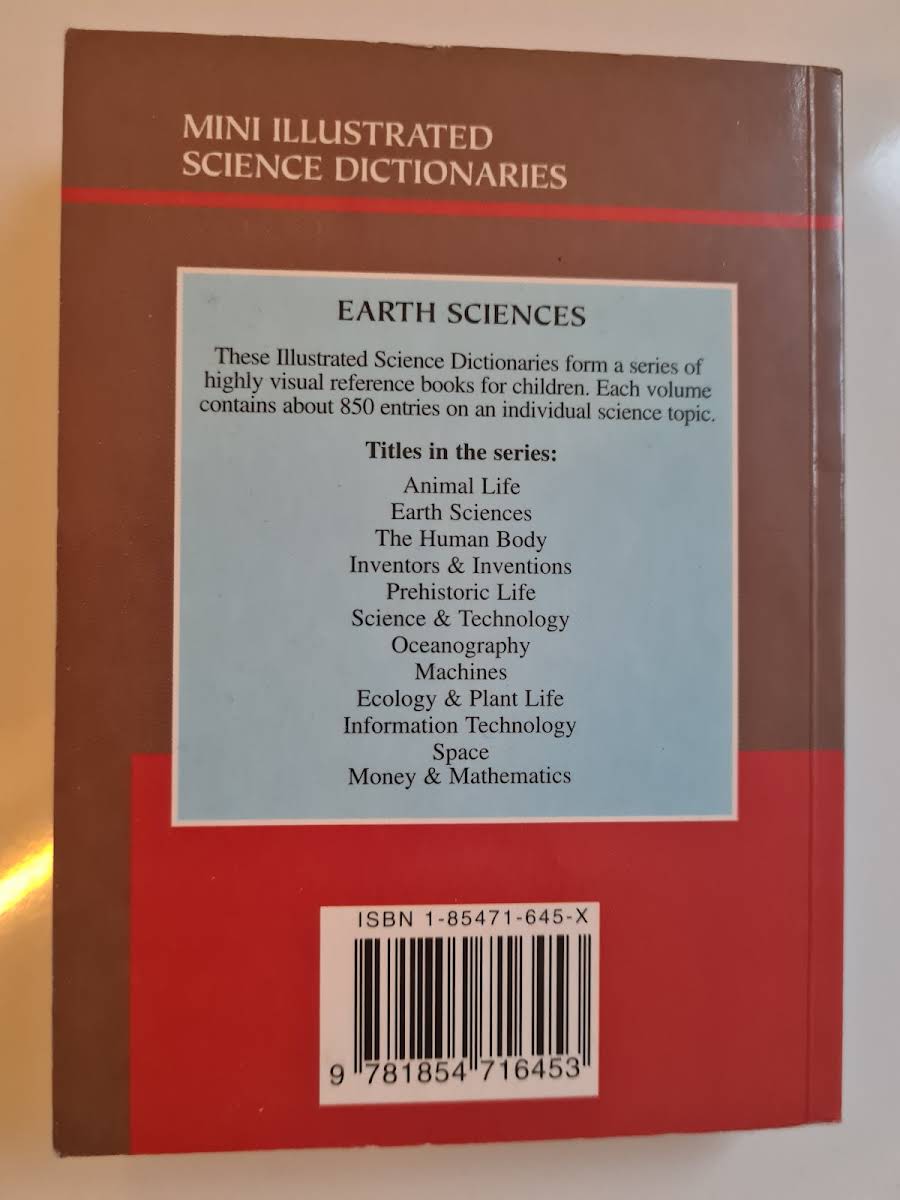 MINI ILLUSTRATED
SCIENCE DICTIONARIES
EARTH SCIENCES
These Illustrated Science Dictionaries form a series of
highly visual reference books for children. Each volume
contains about 850 entries on an individual science topic.
Titles in the series:
Animal Life
Earth Sciences
The Human Body
Inventors & Inventions
Prehistoric Life
Science & Technology
Oceanography
Machines
Ecology & Plant Life
Information Technology
Space
Money & Mathematics
ISBN 1-85471-645-X
9 781854 716453